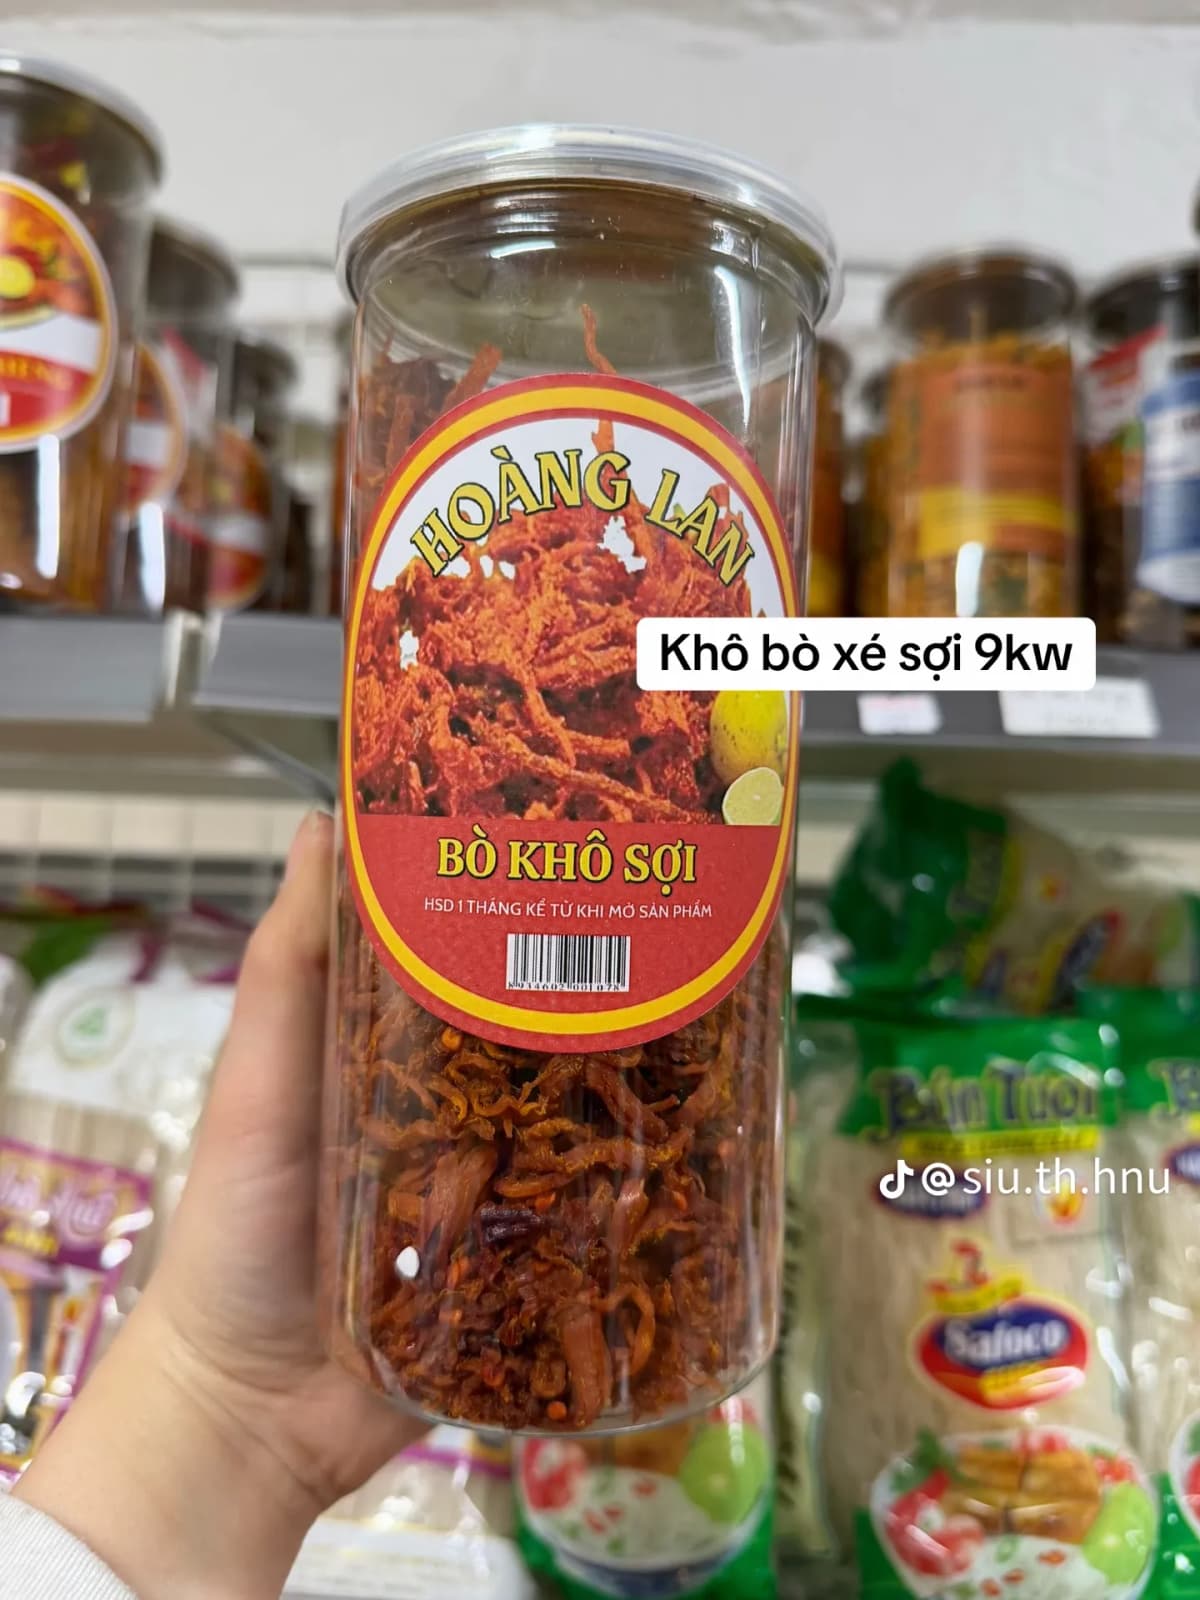 HOÀNG LAN
Khô bò xé sợi 9kw
BÒ KHÔ SỢI
HSD 1 THÁNG KỂ TỪ KHI MỞ SẢN PHẨM
8934602001078
Bún Tươi
@siu.th.hnu
Safoco